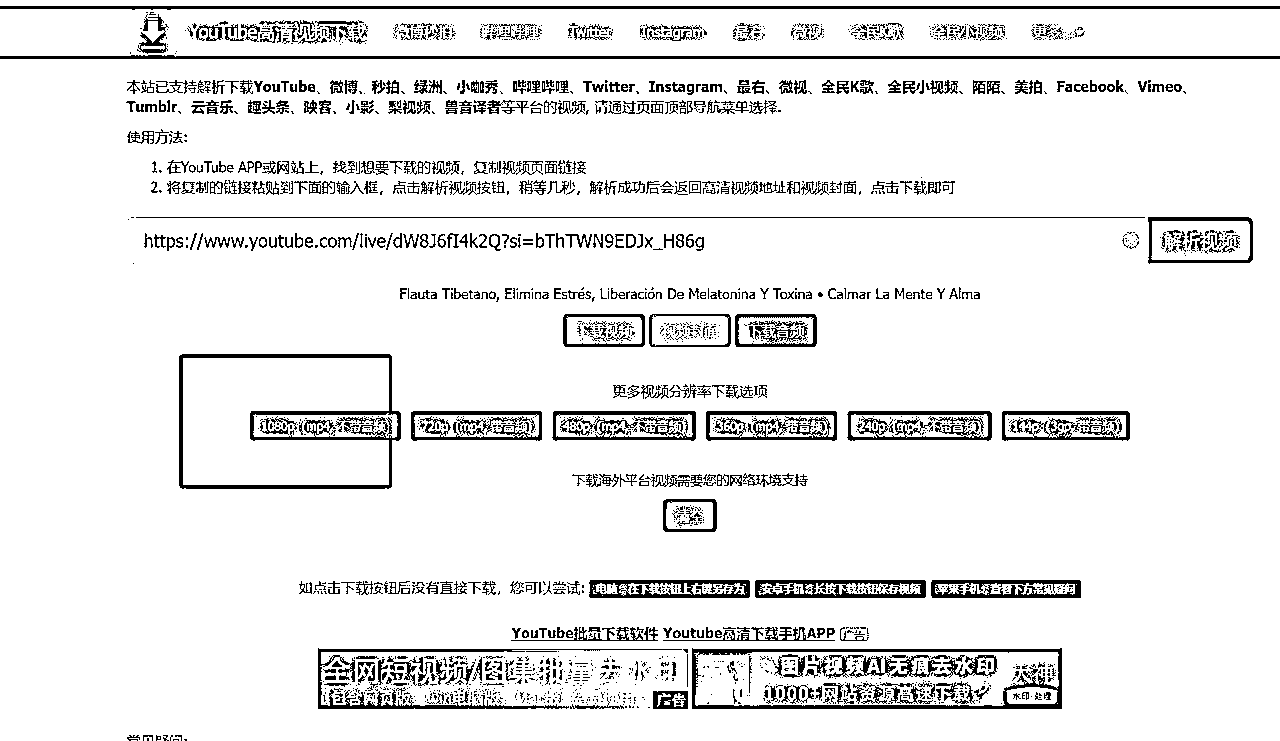 YouTube高清视频下载 微博秒拍 哔哩哔哩 Twitter Instagram 最右 微视 全民K歌 全民小视频 更多
本站已支持解析下载YouTube、微博、秒拍、绿洲、小咖秀、哔哩哔哩、Twitter、Instagram、最右、微视、全民K歌、全民小视频、陌陌、美拍、Facebook、Vimeo、
Tumblr、云音乐、趣头条、映客、小影、梨视频、兽音译者等平台的视频, 请通过页面顶部导航菜单选择.
使用方法:
1. 在YouTube APP或网站上，找到想要下载的视频，复制视频页面链接
2. 将复制的链接粘贴到下面的输入框，点击解析视频按钮，稍等几秒，解析成功后会返回高清视频地址和视频封面，点击下载即可
https://www.youtube.com/live/dW8J6fI4k2Q?si=bThTWN9EDJx_H86g 解析视频
Flauta Tibetano, Elimina Estrés, Liberación De Melatonina Y Toxina • Calmar La Mente Y Alma
下载视频 视频封面 下载音频
更多视频分辨率下载选项
1080p (mp4, 不带音频) 720p (mp4, 带音频) 480p (mp4, 不带音频) 360p (mp4, 带音频) 240p (mp4, 不带音频) 144p (3gp, 带音频)
下载海外平台视频需要您的网络环境支持
清空
如点击下载按钮后没有直接下载，您可以尝试: 电脑端在下载按钮上右键另存为 安卓手机端长按下载按钮保存视频 苹果手机端查看下方常见疑问
YouTube批量下载软件 Youtube高清下载手机APP 广告
全网短视频/图集批量去水印 图片视频AI无痕去水印
包含网页版 广告 1000+网站资源高速下载 水印·处理
常见疑问: